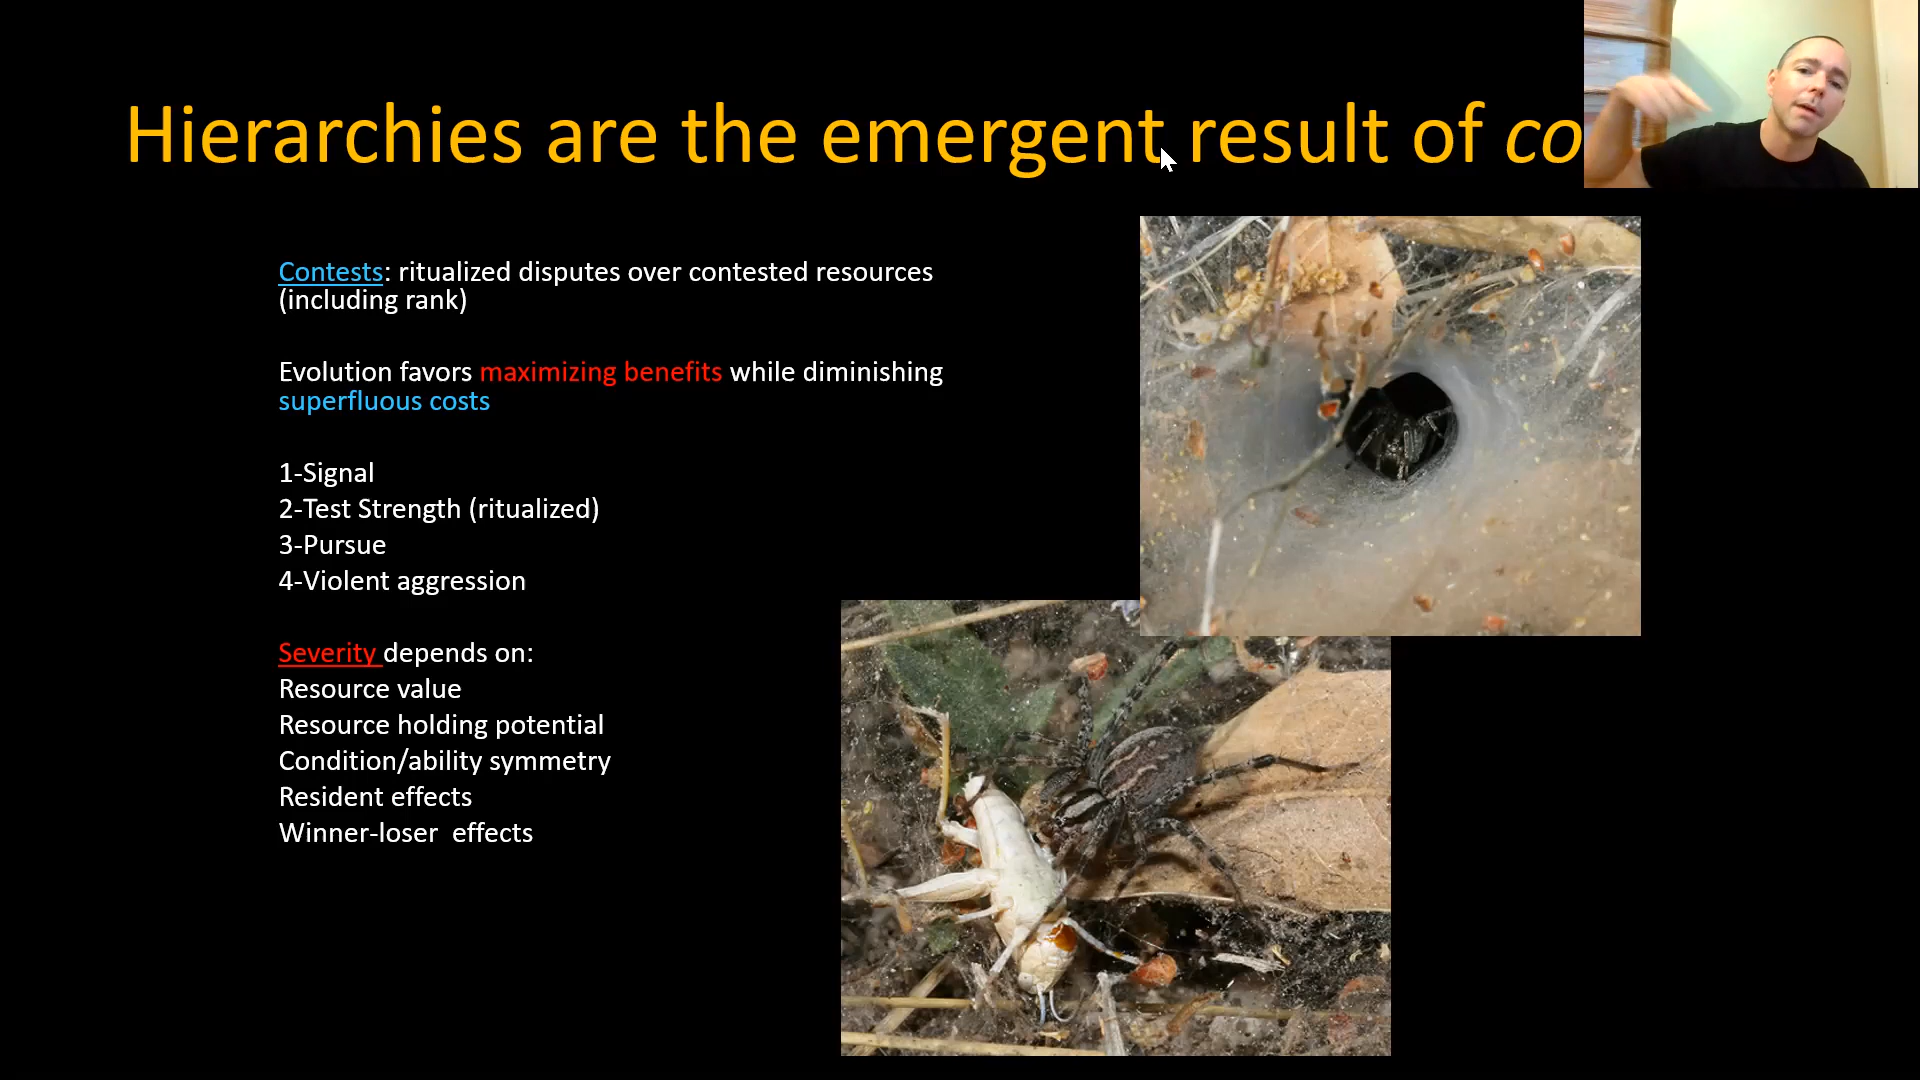 Hierarchies are the emergent result of co
Contests: ritualized disputes over contested resources
(including rank)
Evolution favors maximizing benefits while diminishing
superfluous costs
1-Signal
2-Test Strength (ritualized)
3-Pursue
4-Violent aggression
Severity depends on:
Resource value
Resource holding potential
Condition/ability symmetry
Resident effects
Winner-loser  effects